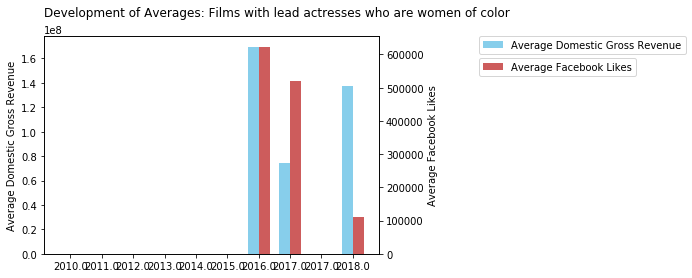 Development of Averages: Films with lead actresses who are women of color
1e8
Average Domestic Gross Revenue
Average Facebook Likes
1.6
1.4
1.2
1.0
0.8
0.6
0.4
0.2
0.0
Average Domestic Gross Revenue
600000
500000
400000
300000
200000
100000
0
Average Facebook Likes
2010.0 2011.0 2012.0 2013.0 2014.0 2015.0 2016.0 2017.0 2017.0 2018.0